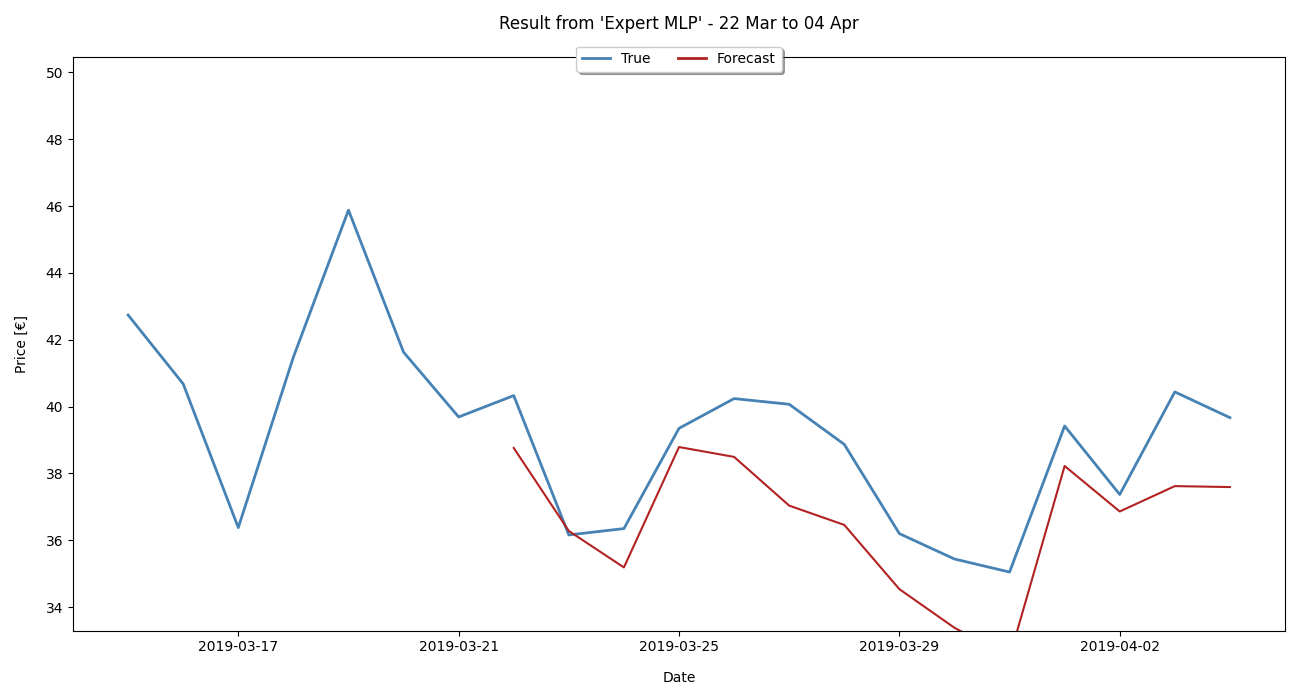 Result from 'Expert MLP' - 22 Mar to 04 Apr
True
Forecast
Price [€]
50
48
46
44
42
40
38
36
34
2019-03-17
2019-03-21
2019-03-25
2019-03-29
2019-04-02
Date